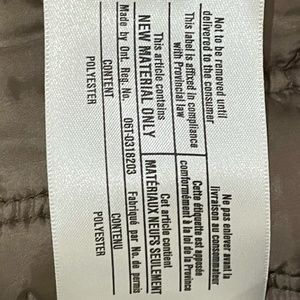 Not to be removed until
delivered to the consumer
This label is affixed in compliance
with Provincial law
This article contains
NEW MATERIAL ONLY
Made by Ont. Reg. No. 06T-0318203
CONTENT
POLYESTER
Ne pas enlever avant la
livraison au consommateur
Cette étiquette est apposée
conformément à la loi de la Province
Cet article contient
MATÉRIAUX NEUFS SEULEMENT
Fabriqué par No. de permis
CONTENU
POLYESTER